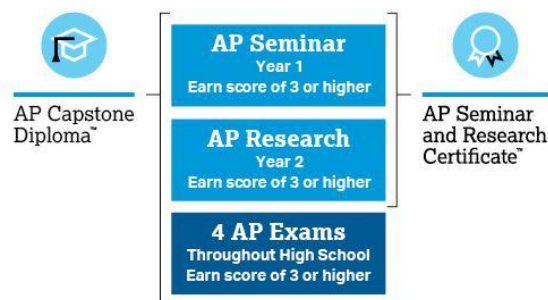 AP Capstone
Diploma™
AP Seminar
Year 1
Earn score of 3 or higher
AP Research
Year 2
Earn score of 3 or higher
4 AP Exams
Throughout High School
Earn score of 3 or higher
AP Seminar
and Research
Certificate™